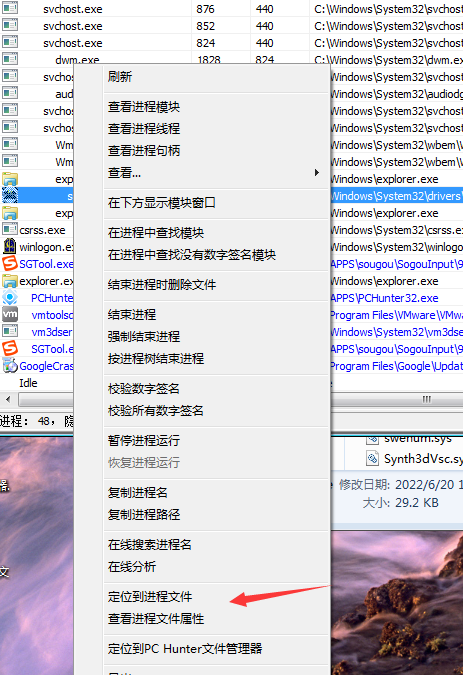 svchost.exe 876 440 C:\Windows\System32\svchost
svchost.exe 852 440 C:\Windows\System32\svchost
svchost.exe 824 440 C:\Windows\System32\svchost
dwm.exe 1828 824 C:\Windows\System32\dwm.ex
svchos Windows\System32\svchost
aud Windows\System32\audiodg
svchos Windows\System32\svchost
Wm Windows\System32\wbem\W
Wm Windows\System32\wbem\W
exp Windows\explorer.exe
s Windows\System32\drivers\
exp Windows\explorer.exe
csrss.exe Windows\System32\csrss.ex
winlogon.e Windows\System32\winlogo
SGTool.exe APPS\sougou\SogouInput\9
explorer.exe Windows\explorer.exe
PCHunter APPS\PCHunter32.exe
vmtoolsd Program Files\VMware\VMwa
vm3dser Windows\System32\vm3dse
SGTool.e APPS\sougou\SogouInput\9
GoogleCras Program Files\Google\Updat
Idle
刷新
查看进程模块
查看进程线程
查看进程句柄
查看...
在下方显示模块窗口
在进程中查找模块
在进程中查找没有数字签名模块
结束进程时删除文件
结束进程
强制结束进程
按进程树结束进程
校验数字签名
校验所有数字签名
暂停进程运行
恢复进程运行
复制进程名
复制进程路径
在线搜索进程名
在线分析
定位到进程文件
查看进程文件属性
定位到PC Hunter文件管理器
进程: 48, 隐
swenum.sys
Synth3dVsc.sy
修改日期: 2022/6/20 1
大小: 29.2 KB
文